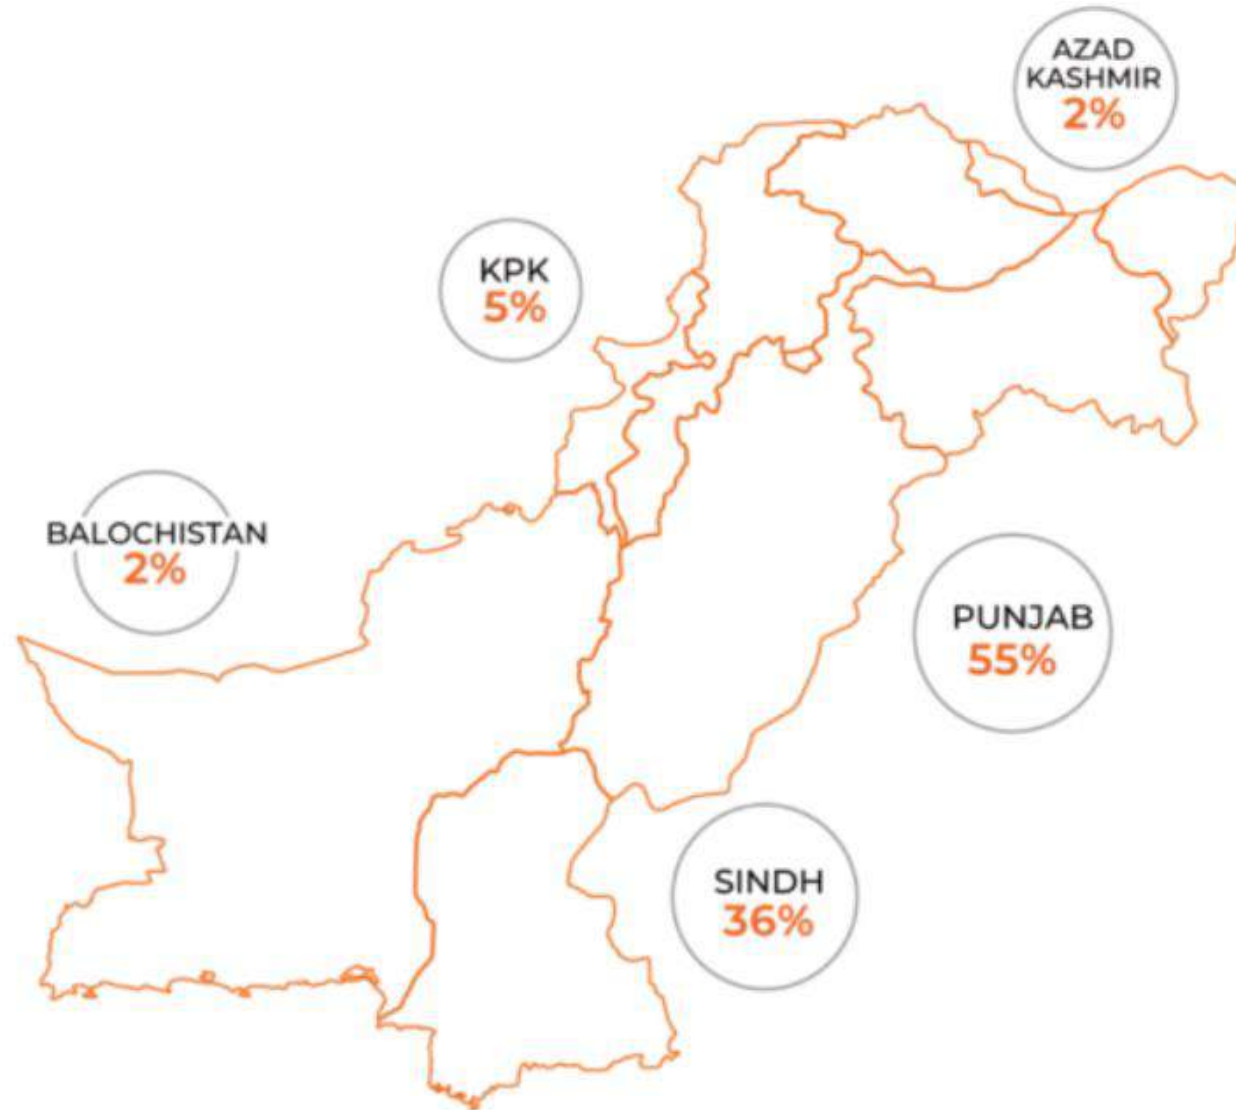 AZAD
KASHMIR
2%
KPK
5%
BALOCHISTAN
2%
PUNJAB
55%
SINDH
36%